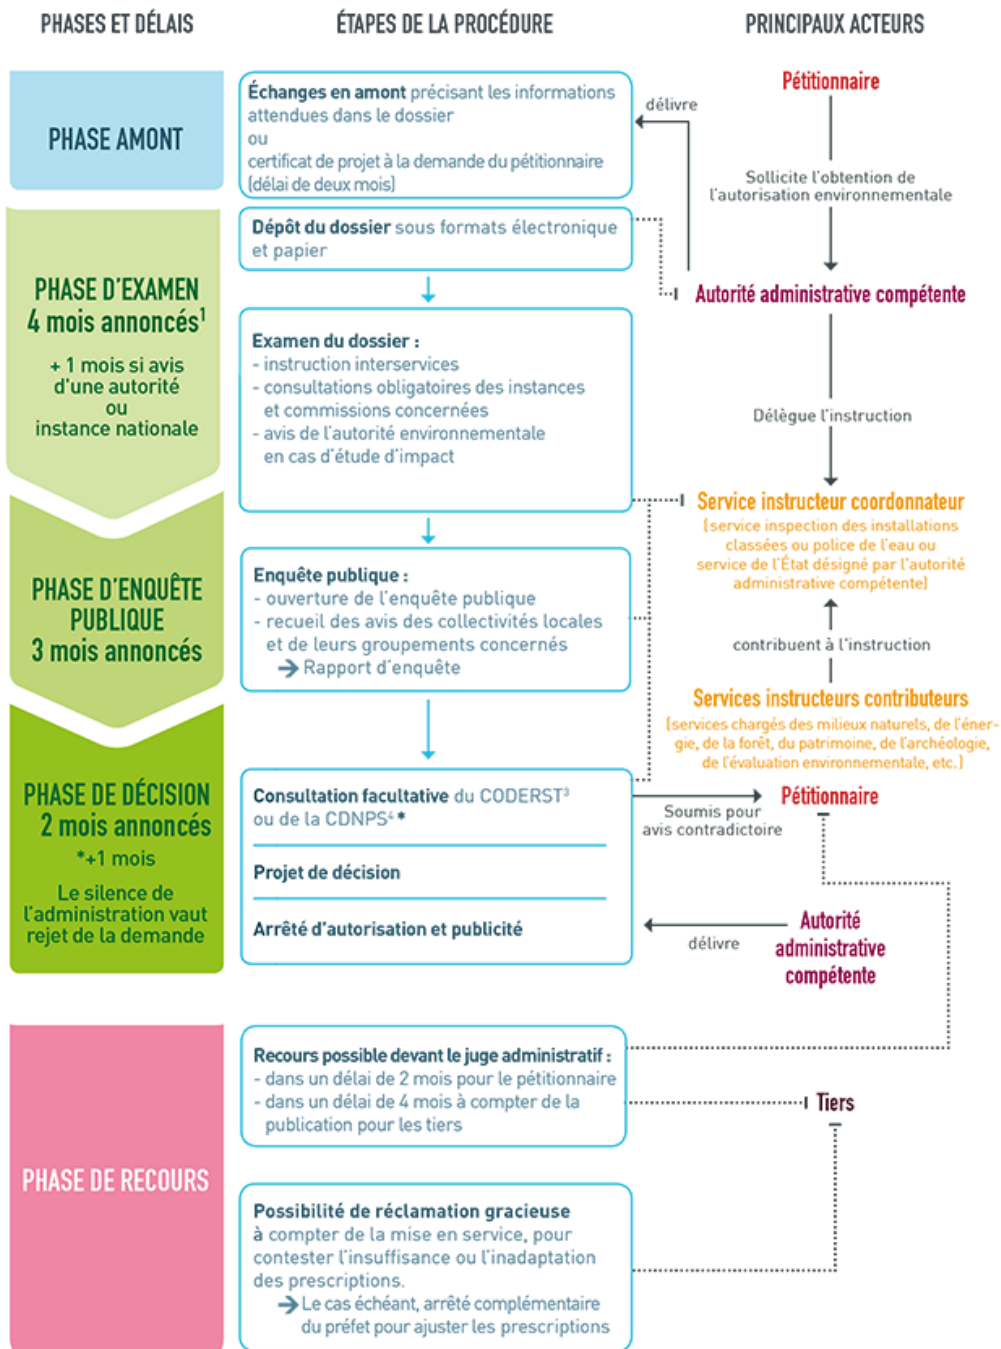 PHASES ET DÉLAIS
ÉTAPES DE LA PROCÉDURE
PRINCIPAUX ACTEURS
PHASE AMONT
Échanges en amont précisant les informations
attendues dans le dossier
ou
certificat de projet à la demande du pétitionnaire
(délai de deux mois)
délivre
Pétitionnaire
Sollicite l'obtention de
l'autorisation environnementale
PHASE D'EXAMEN
4 mois annoncés¹
+ 1 mois si avis
d'une autorité
ou
instance nationale
Dépôt du dossier sous formats électronique
et papier
Autorité administrative compétente
Examen du dossier :
- instruction interservices
- consultations obligatoires des instances
et commissions concernées
- avis de l'autorité environnementale
en cas d'étude d'impact
Délègue l'instruction
Service instructeur coordonnateur
(service inspection des installations
classées ou police de l'eau ou
service de l'État désigné par l'autorité
administrative compétente)
PHASE D'ENQUÊTE
PUBLIQUE
3 mois annoncés
Enquête publique :
- ouverture de l'enquête publique
- recueil des avis des collectivités locales
et de leurs groupements concernés
➔ Rapport d'enquête
contribuent à l'instruction
Services instructeurs contributeurs
(services chargés des milieux naturels, de l'éner-
gie, de la forêt, du patrimoine, de l'archéologie,
de l'évaluation environnementale, etc.)
PHASE DE DÉCISION
2 mois annoncés
*+1 mois
Le silence de
l'administration vaut
rejet de la demande
Consultation facultative du CODERST³
ou de la CDNPS⁴ *
Projet de décision
Arrêté d'autorisation et publicité
Soumis pour
avis contradictoire
Pétitionnaire
délivre
Autorité
administrative
compétente
PHASE DE RECOURS
Recours possible devant le juge administratif :
- dans un délai de 2 mois pour le pétitionnaire
- dans un délai de 4 mois à compter de la
publication pour les tiers
Tiers
Possibilité de réclamation gracieuse
à compter de la mise en service, pour
contester l'insuffisance ou l'inadaptation
des prescriptions.
➔ Le cas échéant, arrêté complémentaire
du préfet pour ajuster les prescriptions